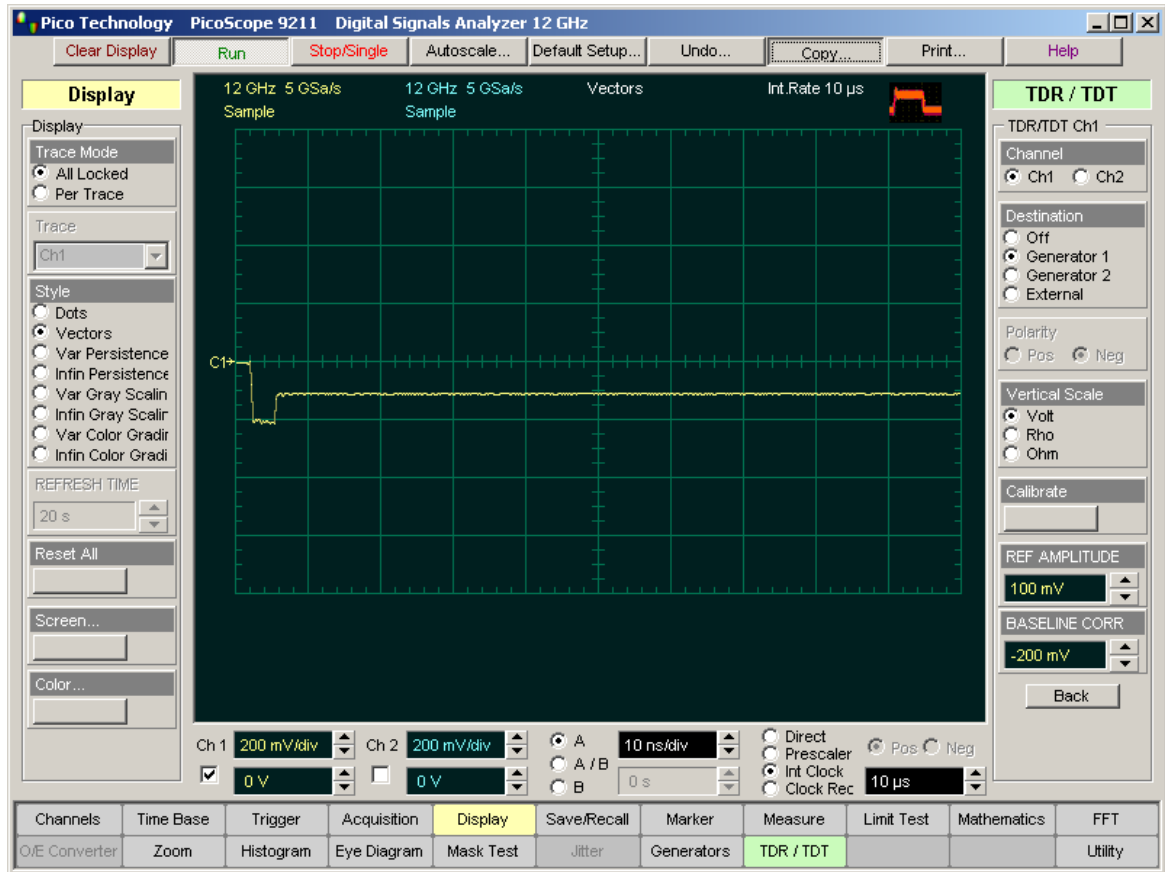 Pico Technology PicoScope 9211 Digital Signals Analyzer 12 GHz
Clear Display Run Stop/Single Autoscale... Default Setup... Undo... Copy... Print... Help
Display
Display
Trace Mode
All Locked
Per Trace
Trace
Ch1
Style
Dots
Vectors
Var Persistence
Infin Persistence
Var Gray Scalin
Infin Gray Scalir
Var Color Gradir
Infin Color Gradi
REFRESH TIME
20 s
Reset All
Screen...
Color...
12 GHz 5 GSa/s 12 GHz 5 GSa/s Vectors Int.Rate 10 µs
Sample Sample
C1
TDR / TDT
TDR/TDT Ch1
Channel
Ch1 Ch2
Destination
Off
Generator 1
Generator 2
External
Polarity
Pos Neg
Vertical Scale
Volt
Rho
Ohm
Calibrate
REF AMPLITUDE
100 mV
BASELINE CORR
-200 mV
Back
Ch 1 200 mV/div Ch 2 200 mV/div A 10 ns/div Direct
A / B Prescaler Pos Neg
0 V 0 V B 0 s Int Clock
Clock Rec 10 µs
Channels Time Base Trigger Acquisition Display Save/Recall Marker Measure Limit Test Mathematics FFT
O/E Converter Zoom Histogram Eye Diagram Mask Test Jitter Generators TDR / TDT Utility